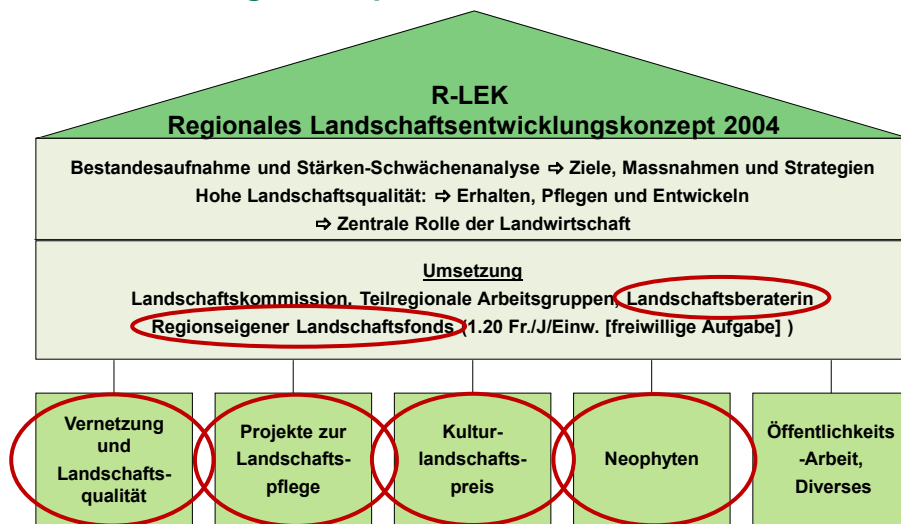 R-LEK
Regionales Landschaftsentwicklungskonzept 2004
Bestandesaufnahme und Stärken-Schwächenanalyse ⇨ Ziele, Massnahmen und Strategien
Hohe Landschaftsqualität: ⇨ Erhalten, Pflegen und Entwickeln
⇨ Zentrale Rolle der Landwirtschaft
Umsetzung
Landschaftskommission, Teilregionale Arbeitsgruppen, Landschaftsberaterin
Regionseigener Landschaftsfonds (1.20 Fr./J/Einw. [freiwillige Aufgabe] )
Vernetzung
und
Landschafts-
qualität
Projekte zur
Landschafts-
pflege
Kultur-
landschafts-
preis
Neophyten
Öffentlichkeits
-Arbeit,
Diverses